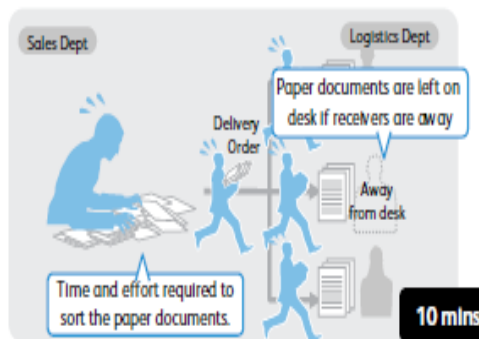 Sales Dept
Logistics Dept
Paper documents are left on
desk if receivers are away
Delivery
Order
Away
from desk
Time and effort required to
sort the paper documents.
10 mins